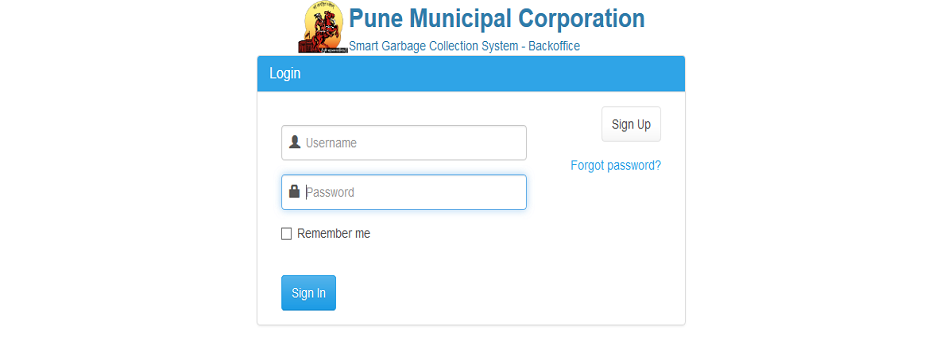 Pune Municipal Corporation
Smart Garbage Collection System - Backoffice
Login
Sign Up
Username
Forgot password?
Password
Remember me
Sign In